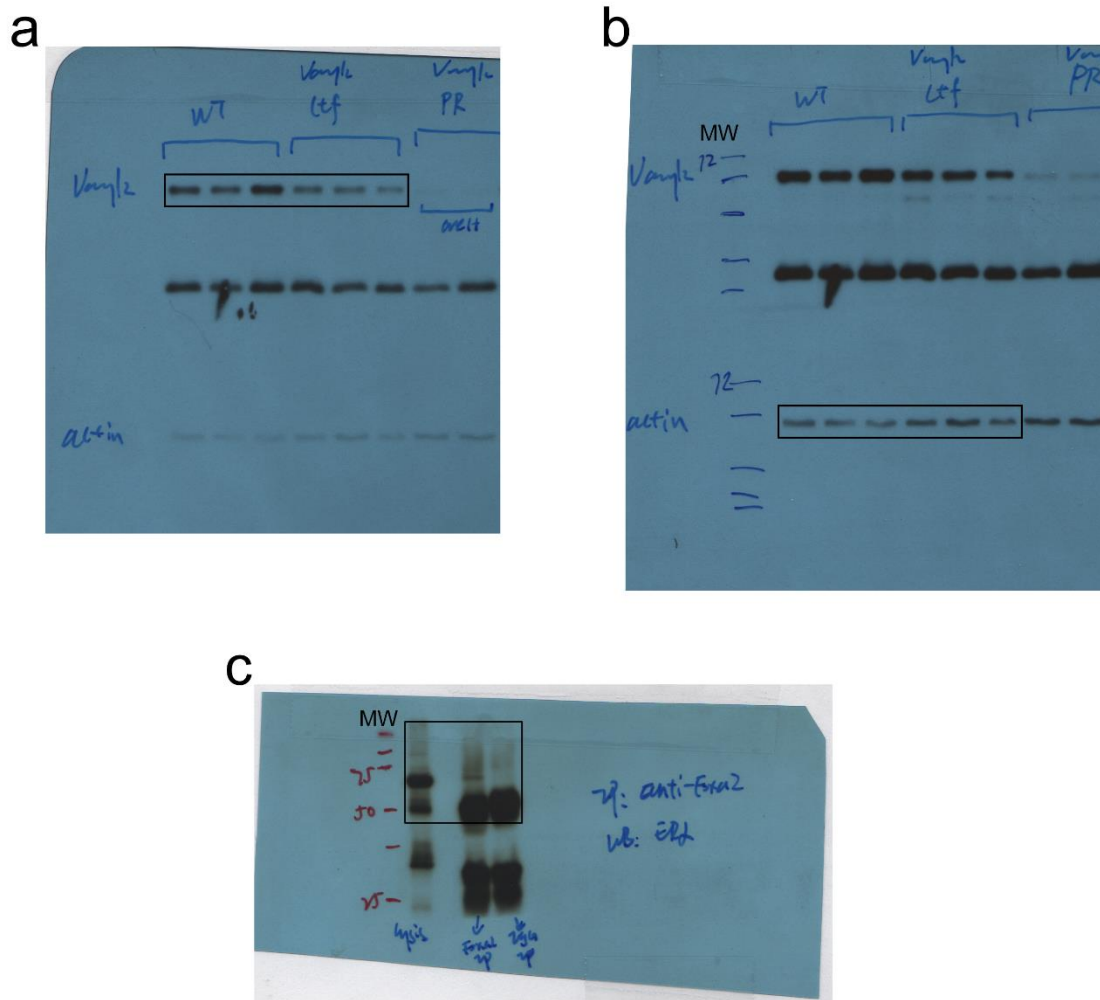 a
WT
Vangl2
Ltf
Vangl2
PR
Vangl2
actin
b
WT
Vangl2
Ltf
PR
MW
72
Vangl2
72
actin
c
MW
75
50
25
lysis
Foxa2
IP
IgG
IP
IP: anti-Foxa2
WB: ERα